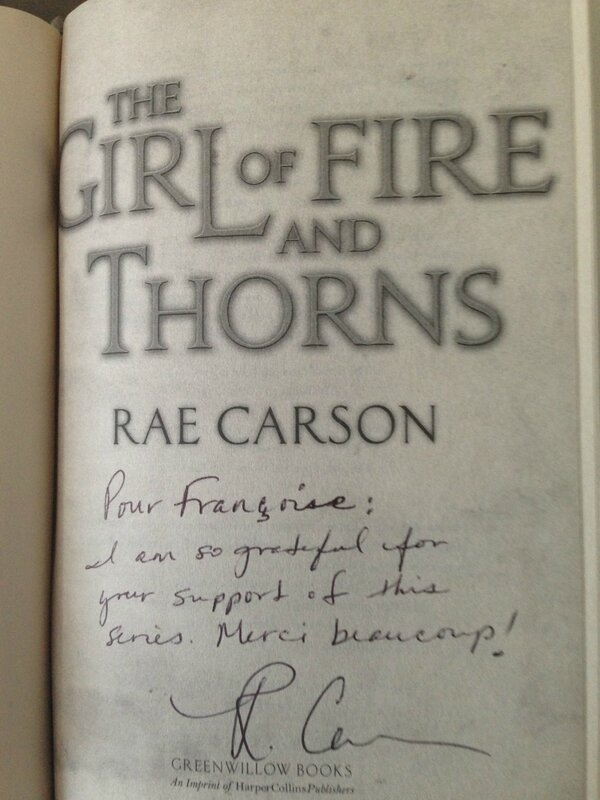 THE
GIRL OF FIRE
AND
THORNS
RAE CARSON
Pour Françoise:
I am so grateful for
your support of this
series. Merci beaucoup!
R. Ca
GREENWILLOW BOOKS
An Imprint of HarperCollinsPublishers